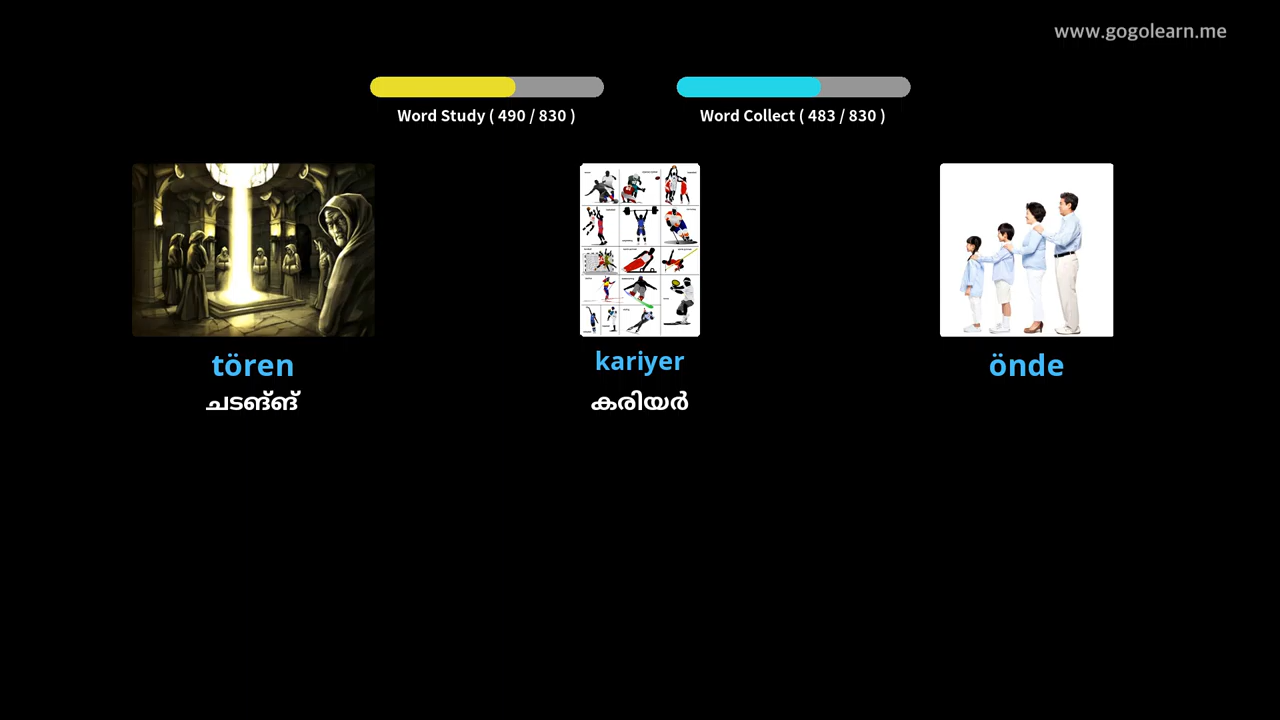 www.gogolearn.me
Word Study ( 490 / 830 )
Word Collect ( 483 / 830 )
tören
kariyer
önde
ചടങ്ങ്
കരിയർ